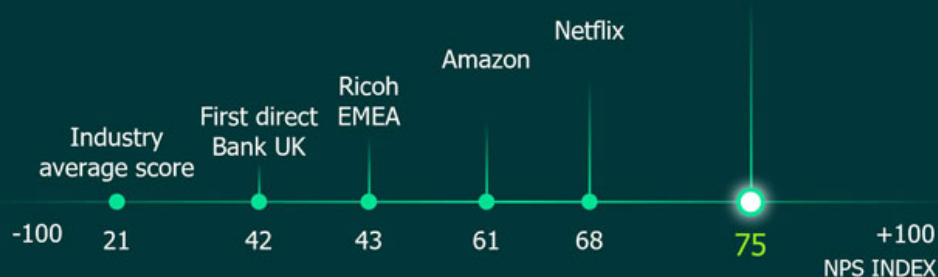 Netflix
Amazon
Ricoh
EMEA
First direct
Bank UK
Industry
average score
-100
21
42
43
61
68
75
+100
NPS INDEX